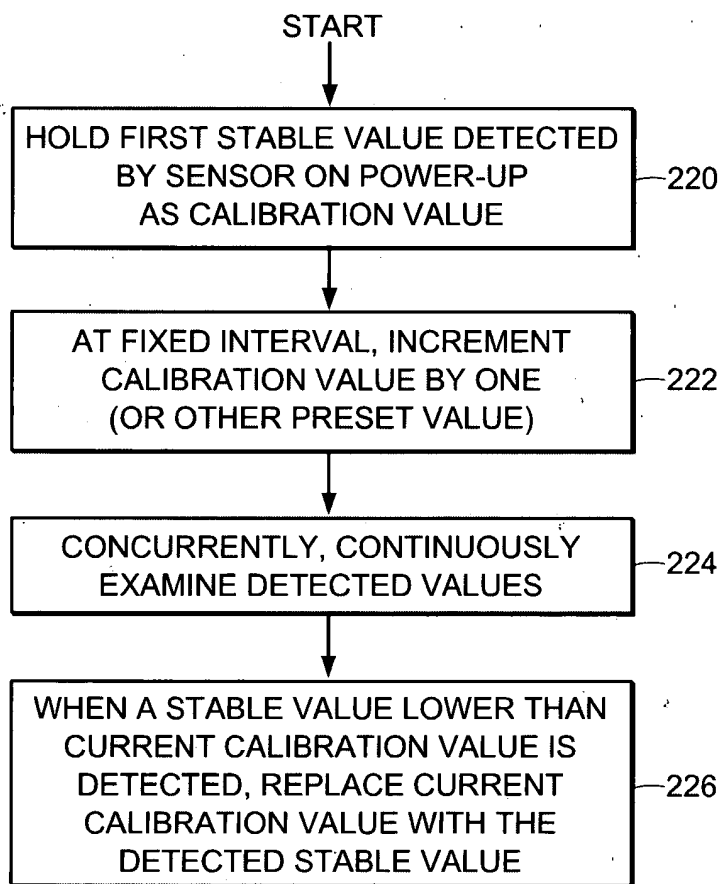 START
HOLD FIRST STABLE VALUE DETECTED
BY SENSOR ON POWER-UP
AS CALIBRATION VALUE
220
AT FIXED INTERVAL, INCREMENT
CALIBRATION VALUE BY ONE
(OR OTHER PRESET VALUE)
222
CONCURRENTLY, CONTINUOUSLY
EXAMINE DETECTED VALUES
224
WHEN A STABLE VALUE LOWER THAN
CURRENT CALIBRATION VALUE IS
DETECTED, REPLACE CURRENT
CALIBRATION VALUE WITH THE
DETECTED STABLE VALUE
226